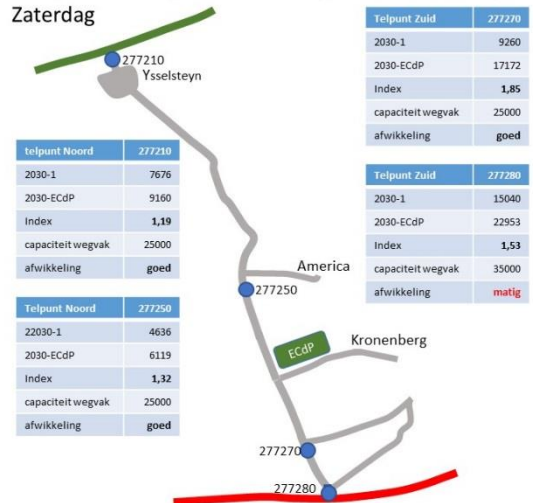 Zaterdag
277210
Ysselsteyn
telpunt Noord 277210
2030-1 7676
2030-ECdP 9160
Index 1,19
capaciteit wegvak 25000
afwikkeling goed
Telpunt Noord 277250
22030-1 4636
2030-ECdP 6119
Index 1,32
capaciteit wegvak 25000
afwikkeling goed
Telpunt Zuid 277270
2030-1 9260
2030-ECdP 17172
Index 1,85
capaciteit wegvak 25000
afwikkeling goed
Telpunt Zuid 277280
2030-1 15040
2030-ECdP 22953
Index 1,53
capaciteit wegvak 35000
afwikkeling matig
America
277250
ECdP
Kronenberg
277270
277280